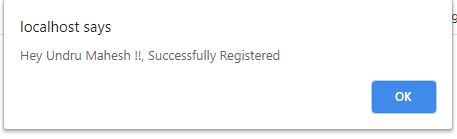 localhost says
Hey Undru Mahesh !!, Successfully Registered
OK